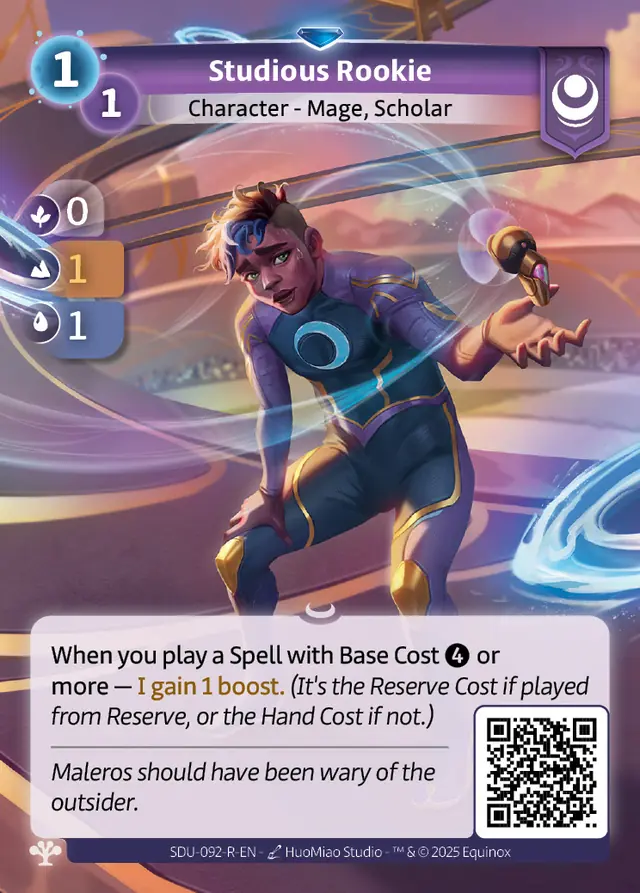 1
Studious Rookie
1
Character - Mage, Scholar
0
1
1
When you play a Spell with Base Cost 4 or
more — I gain 1 boost. (It's the Reserve Cost if played
from Reserve, or the Hand Cost if not.)
Maleros should have been wary of the
outsider.
SDU-092-R-EN - HuoMiao Studio - ™ & © 2025 Equinox